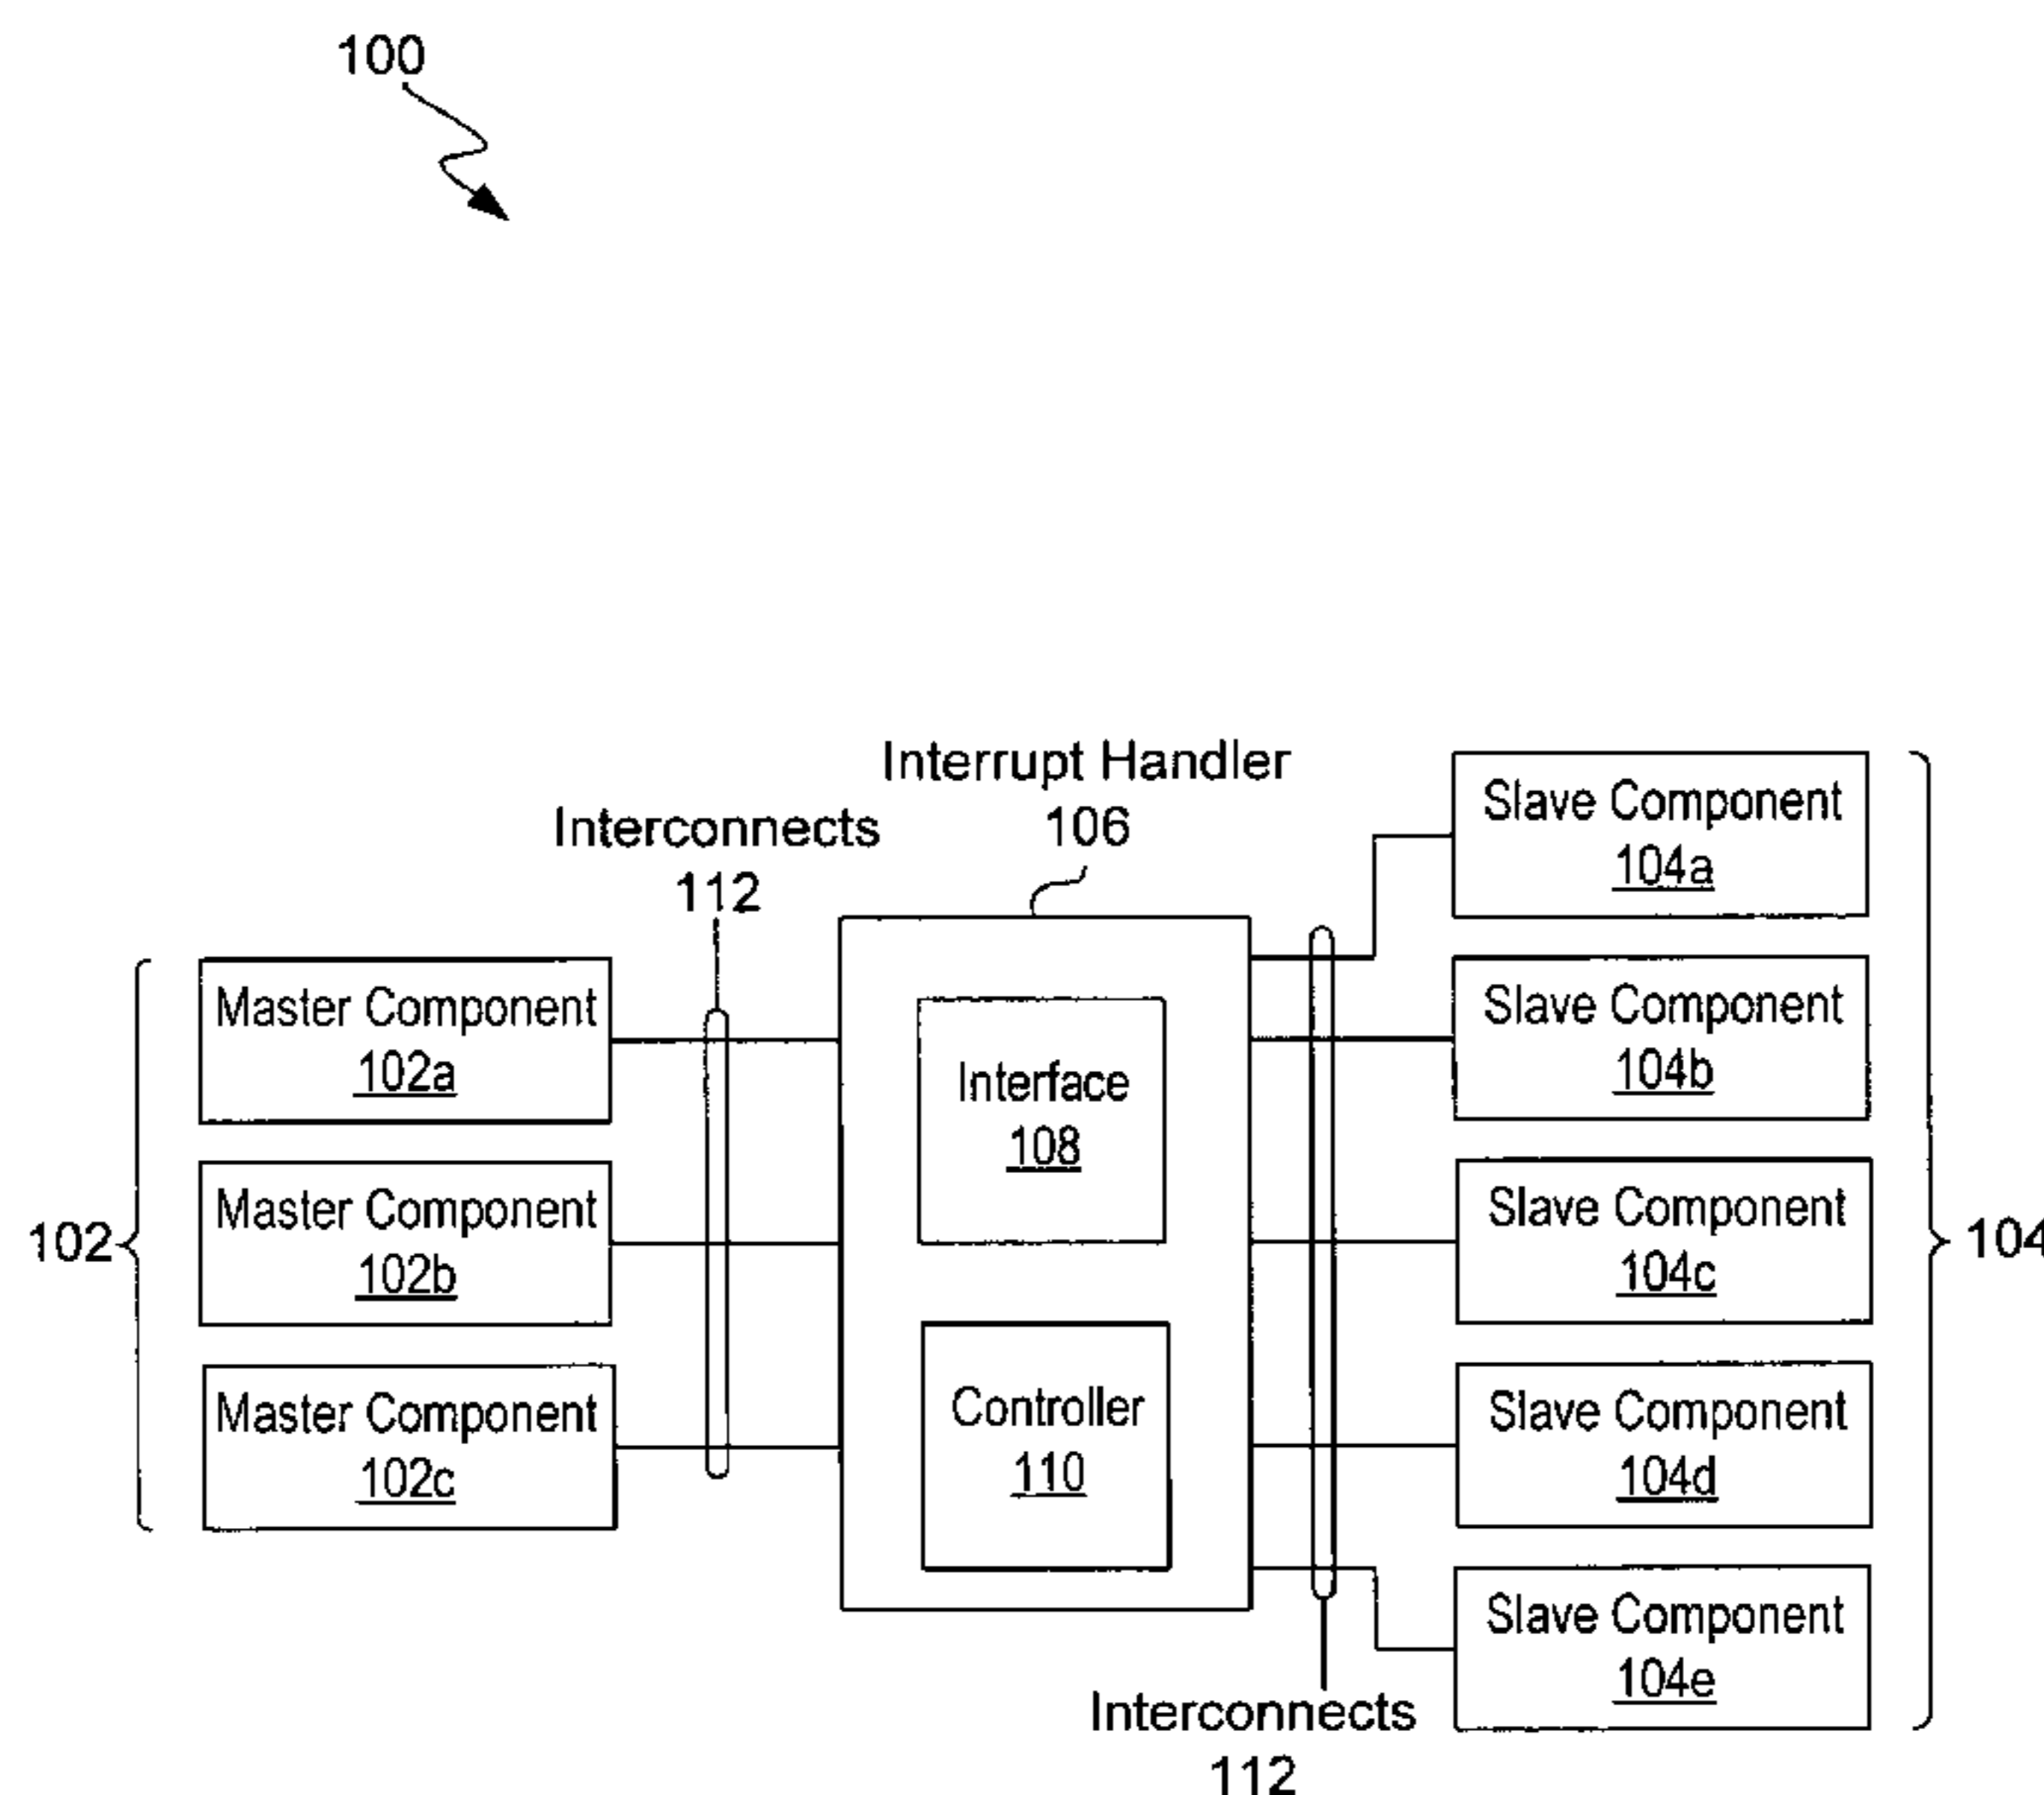 100
Interrupt Handler
106
Interconnects
112
Master Component
102a
Master Component
102b
Master Component
102c
102
Interface
108
Controller
110
Slave Component
104a
Slave Component
104b
Slave Component
104c
Slave Component
104d
Slave Component
104e
104
Interconnects
112